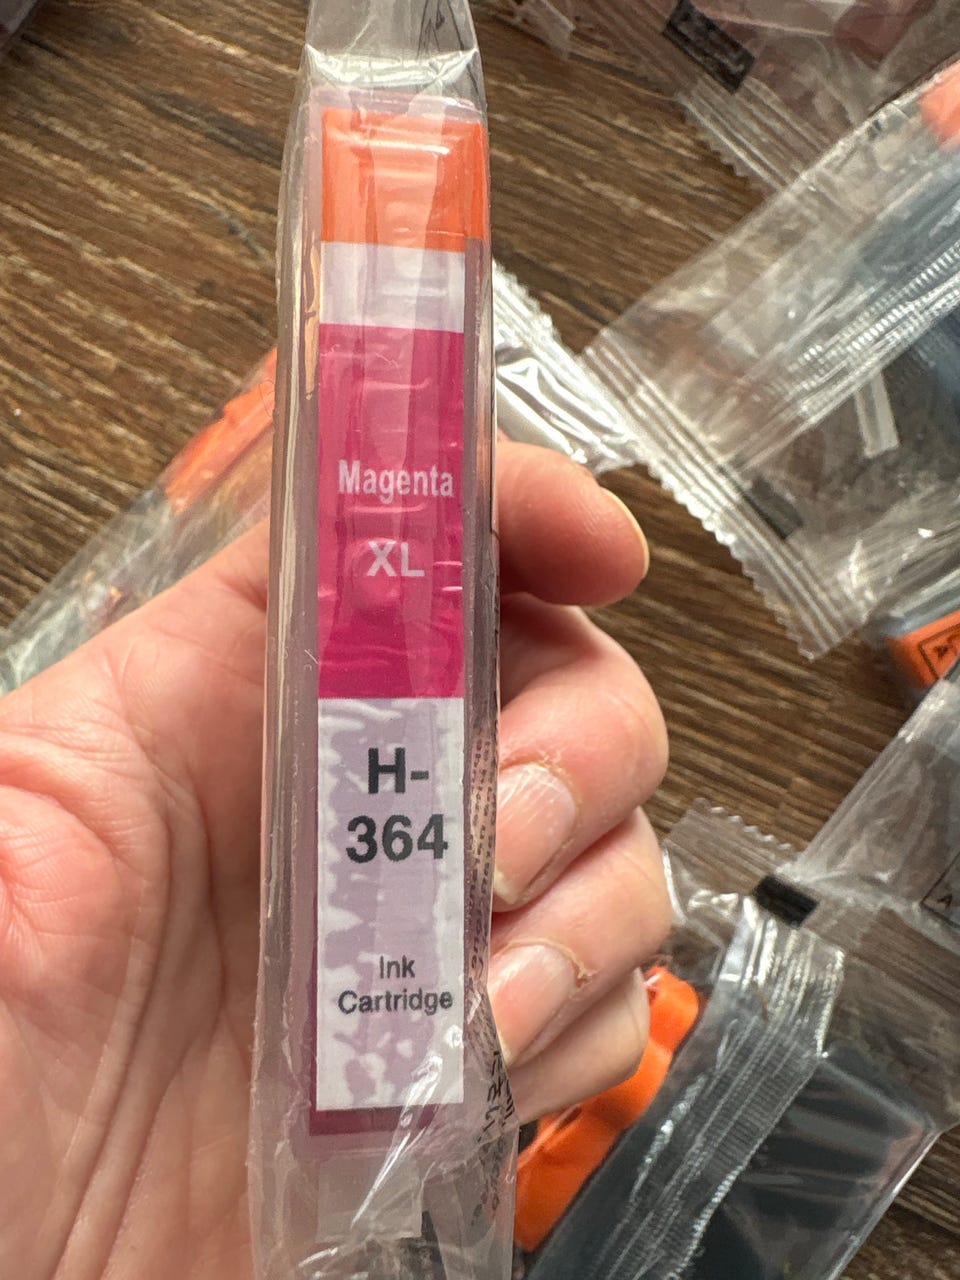 Magenta
XL
H-
364
Ink
Cartridge